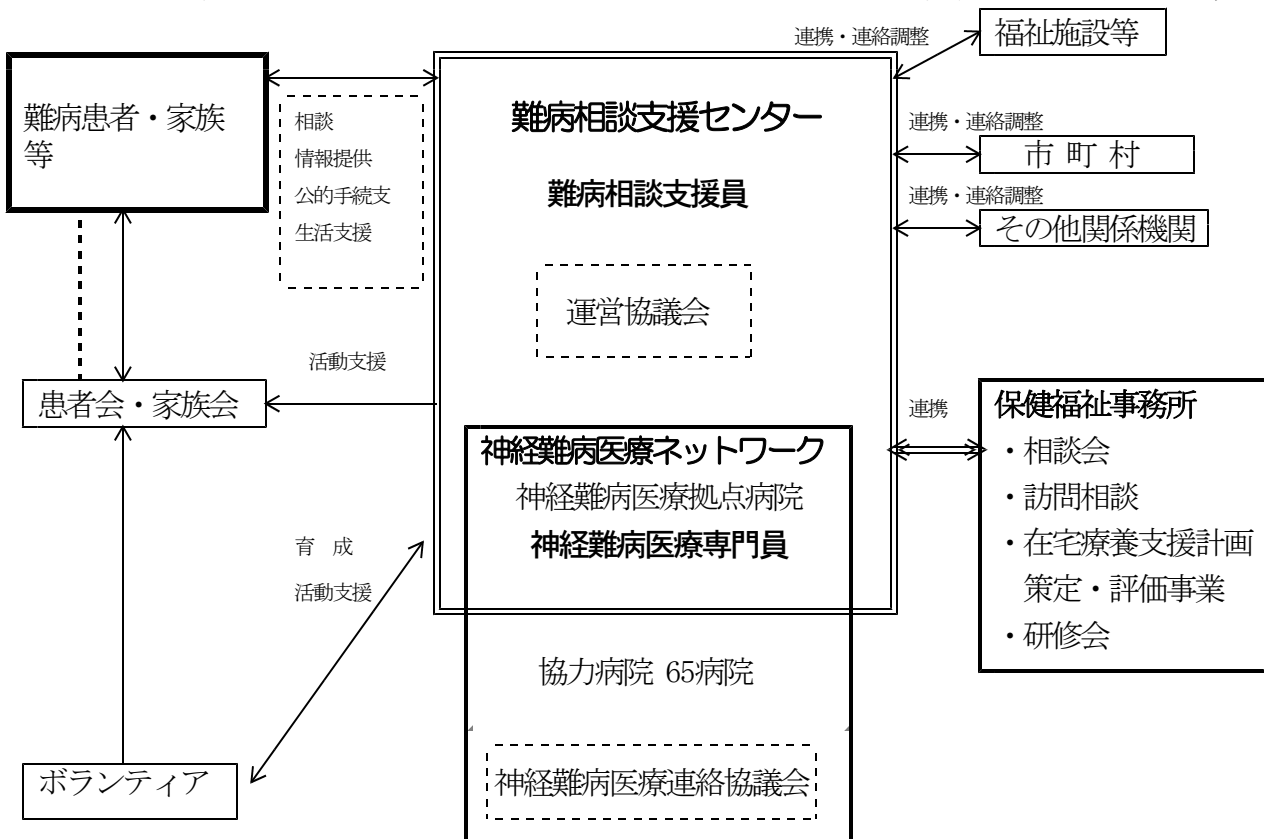 連携・連絡調整
福祉施設等
難病患者・家族
等
相談
情報提供
公的手続支
生活支援
難病相談支援センター
難病相談支援員
運営協議会
連携・連絡調整
市 町 村
連携・連絡調整
その他関係機関
活動支援
患者会・家族会
連携
保健福祉事務所
・相談会
・訪問相談
・在宅療養支援計画
策定・評価事業
・研修会
神経難病医療ネットワーク
神経難病医療拠点病院
神経難病医療専門員
育 成
活動支援
協力病院 65病院
神経難病医療連絡協議会
ボランティア